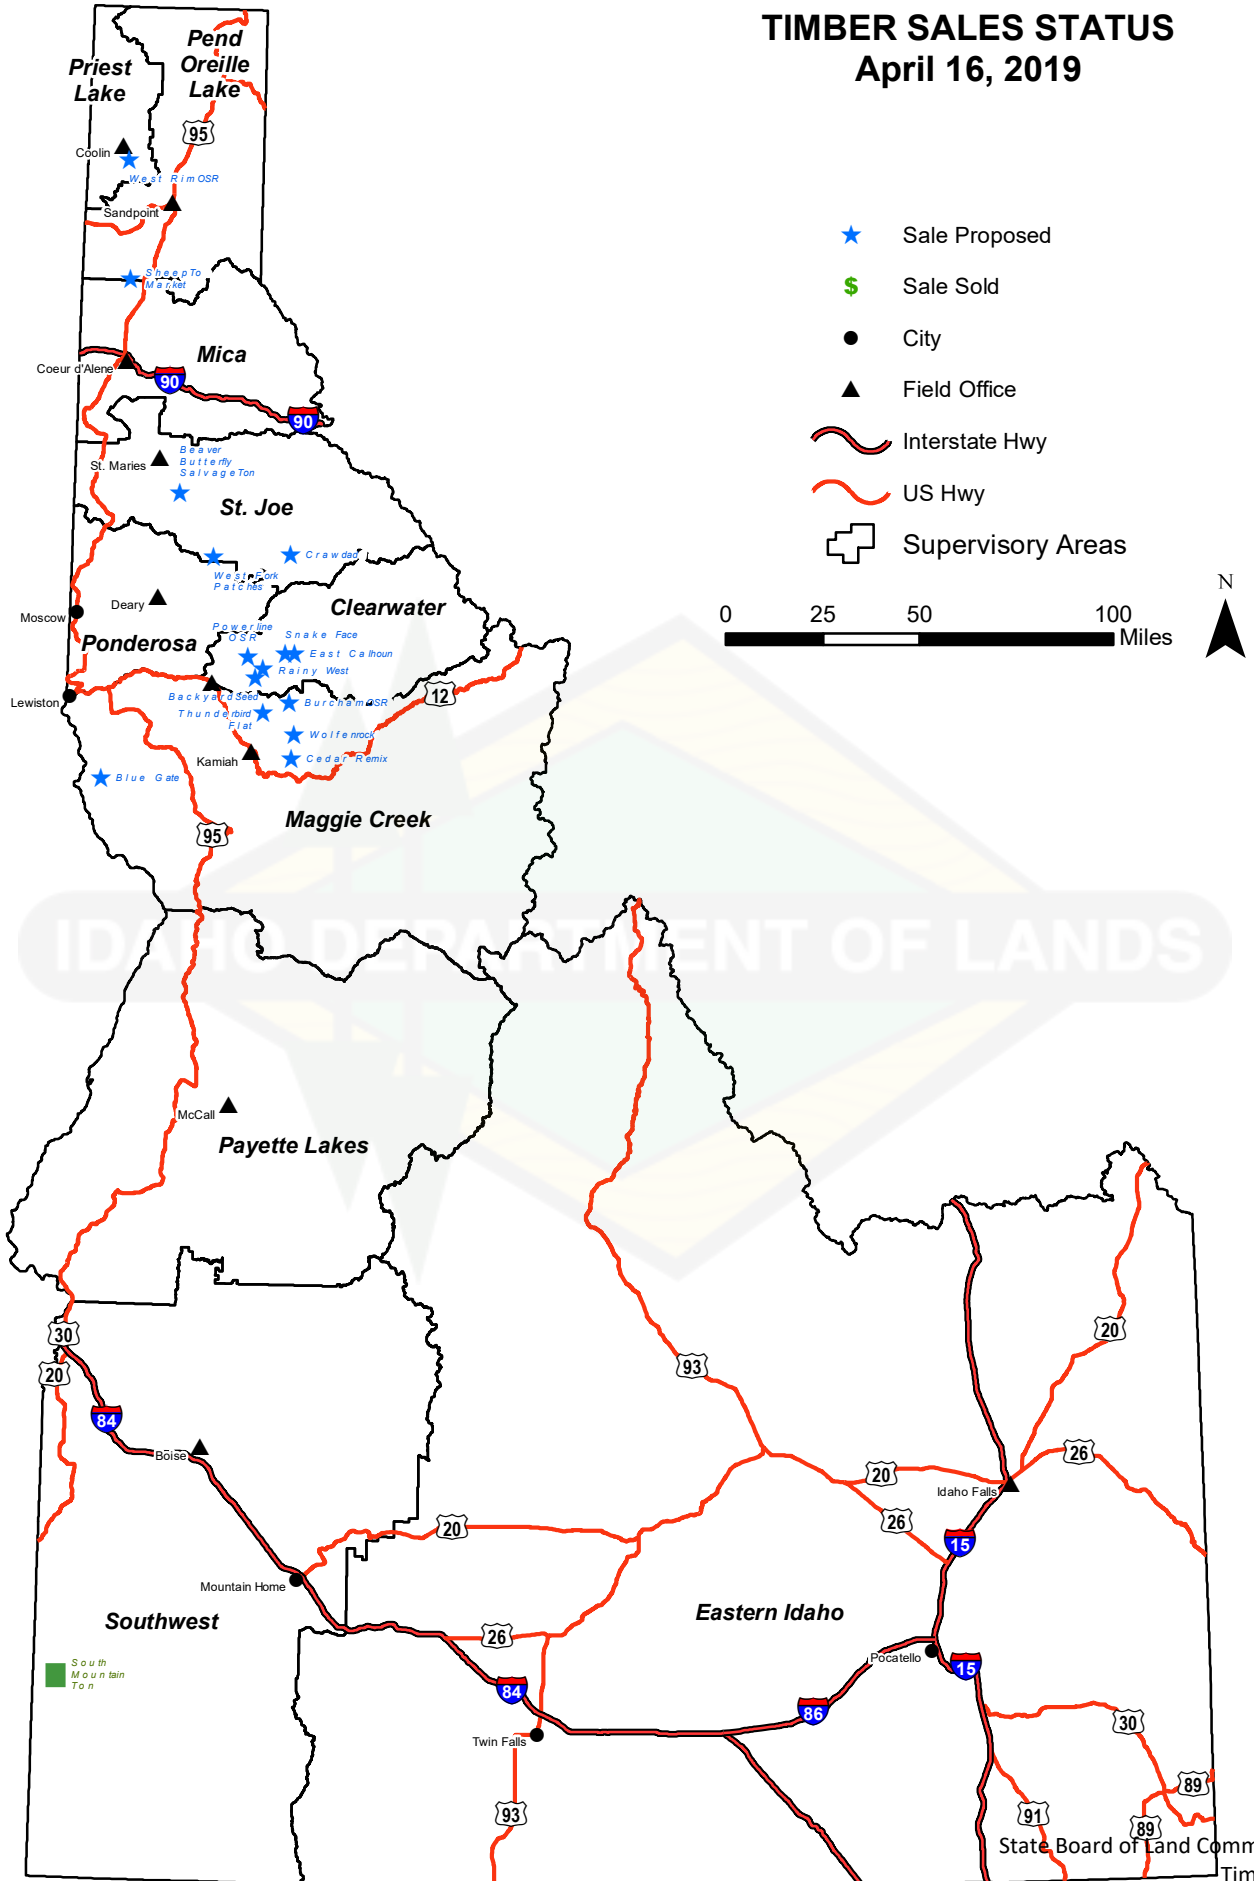 TIMBER SALES STATUS
April 16, 2019
Pend
Oreille
Lake
Priest
Lake
95
Coolin
West Rim OSR
Sandpoint
Sale Proposed
$ Sale Sold
City
Field Office
Interstate Hwy
US Hwy
Supervisory Areas
Sheep To
Market
Mica
Coeur d'Alene
90
90
Beaver
Butterfly
Salvage Ton
St. Maries
St. Joe
Crawdad
West Fork
Patches
Deary
Clearwater
Moscow
Ponderosa
Powerline
OSR
Snake Face
East Calhoun
Rainy West
0 25 50 100
Miles
N
Lewiston
Backyard Seed
12
Burcham OSR
Thunderbird
Flat
Wolfenrock
Kamiah
Cedar Remix
Blue Gate
Maggie Creek
95
IDAHO DEPARTMENT OF LANDS
McCall
Payette Lakes
30
20
93
20
84
Boise
20
26
Idaho Falls
20
26
15
Mountain Home
Southwest
Eastern Idaho
26
Pocatello
15
South
Mountain
Ton
84
86
30
Twin Falls
89
93
91
89
State Board of Land Comm
Tim